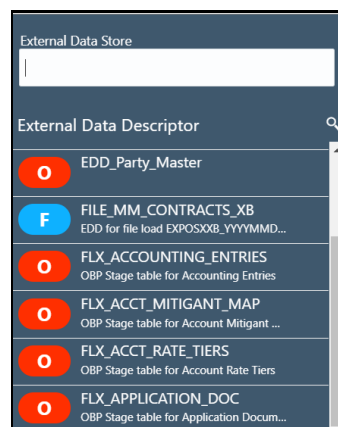 External Data Store
External Data Descriptor
O
EDD_Party_Master
F
FILE_MM_CONTRACTS_XB
EDD for file load EXPOSXXB_YYYYMMD...
O
FLX_ACCOUNTING_ENTRIES
OBP Stage table for Accounting Entries
O
FLX_ACCT_MITIGANT_MAP
OBP Stage table for Account Mitigant ...
O
FLX_ACCT_RATE_TIERS
OBP Stage table for Account Rate Tiers
O
FLX_APPLICATION_DOC
OBP Stage table for Application Docum...